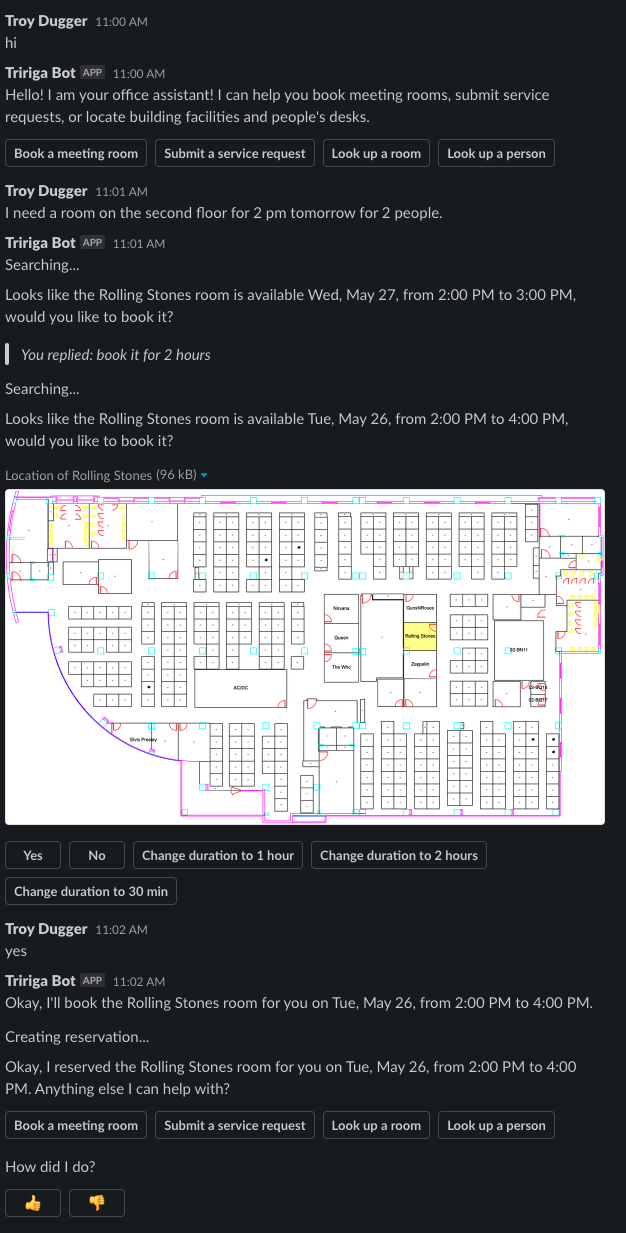 Troy Dugger 11:00 AM
hi
Tririga Bot APP 11:00 AM
Hello! I am your office assistant! I can help you book meeting rooms, submit service
requests, or locate building facilities and people's desks.
Book a meeting room Submit a service request Look up a room Look up a person
Troy Dugger 11:01 AM
I need a room on the second floor for 2 pm tomorrow for 2 people.
Tririga Bot APP 11:01 AM
Searching...
Looks like the Rolling Stones room is available Wed, May 27, from 2:00 PM to 3:00 PM,
would you like to book it?
You replied: book it for 2 hours
Searching...
Looks like the Rolling Stones room is available Tue, May 26, from 2:00 PM to 4:00 PM,
would you like to book it?
Location of Rolling Stones (96 kB)
Nirvana GunsNRoses
Queen Rolling Stones
02-BN11
The Who Zeppelin
AC/DC
Elvis Presley
Yes No Change duration to 1 hour Change duration to 2 hours
Change duration to 30 min
Troy Dugger 11:02 AM
yes
Tririga Bot APP 11:02 AM
Okay, I'll book the Rolling Stones room for you on Tue, May 26, from 2:00 PM to 4:00 PM.
Creating reservation...
Okay, I reserved the Rolling Stones room for you on Tue, May 26, from 2:00 PM to 4:00
PM. Anything else I can help with?
Book a meeting room Submit a service request Look up a room Look up a person
How did I do?